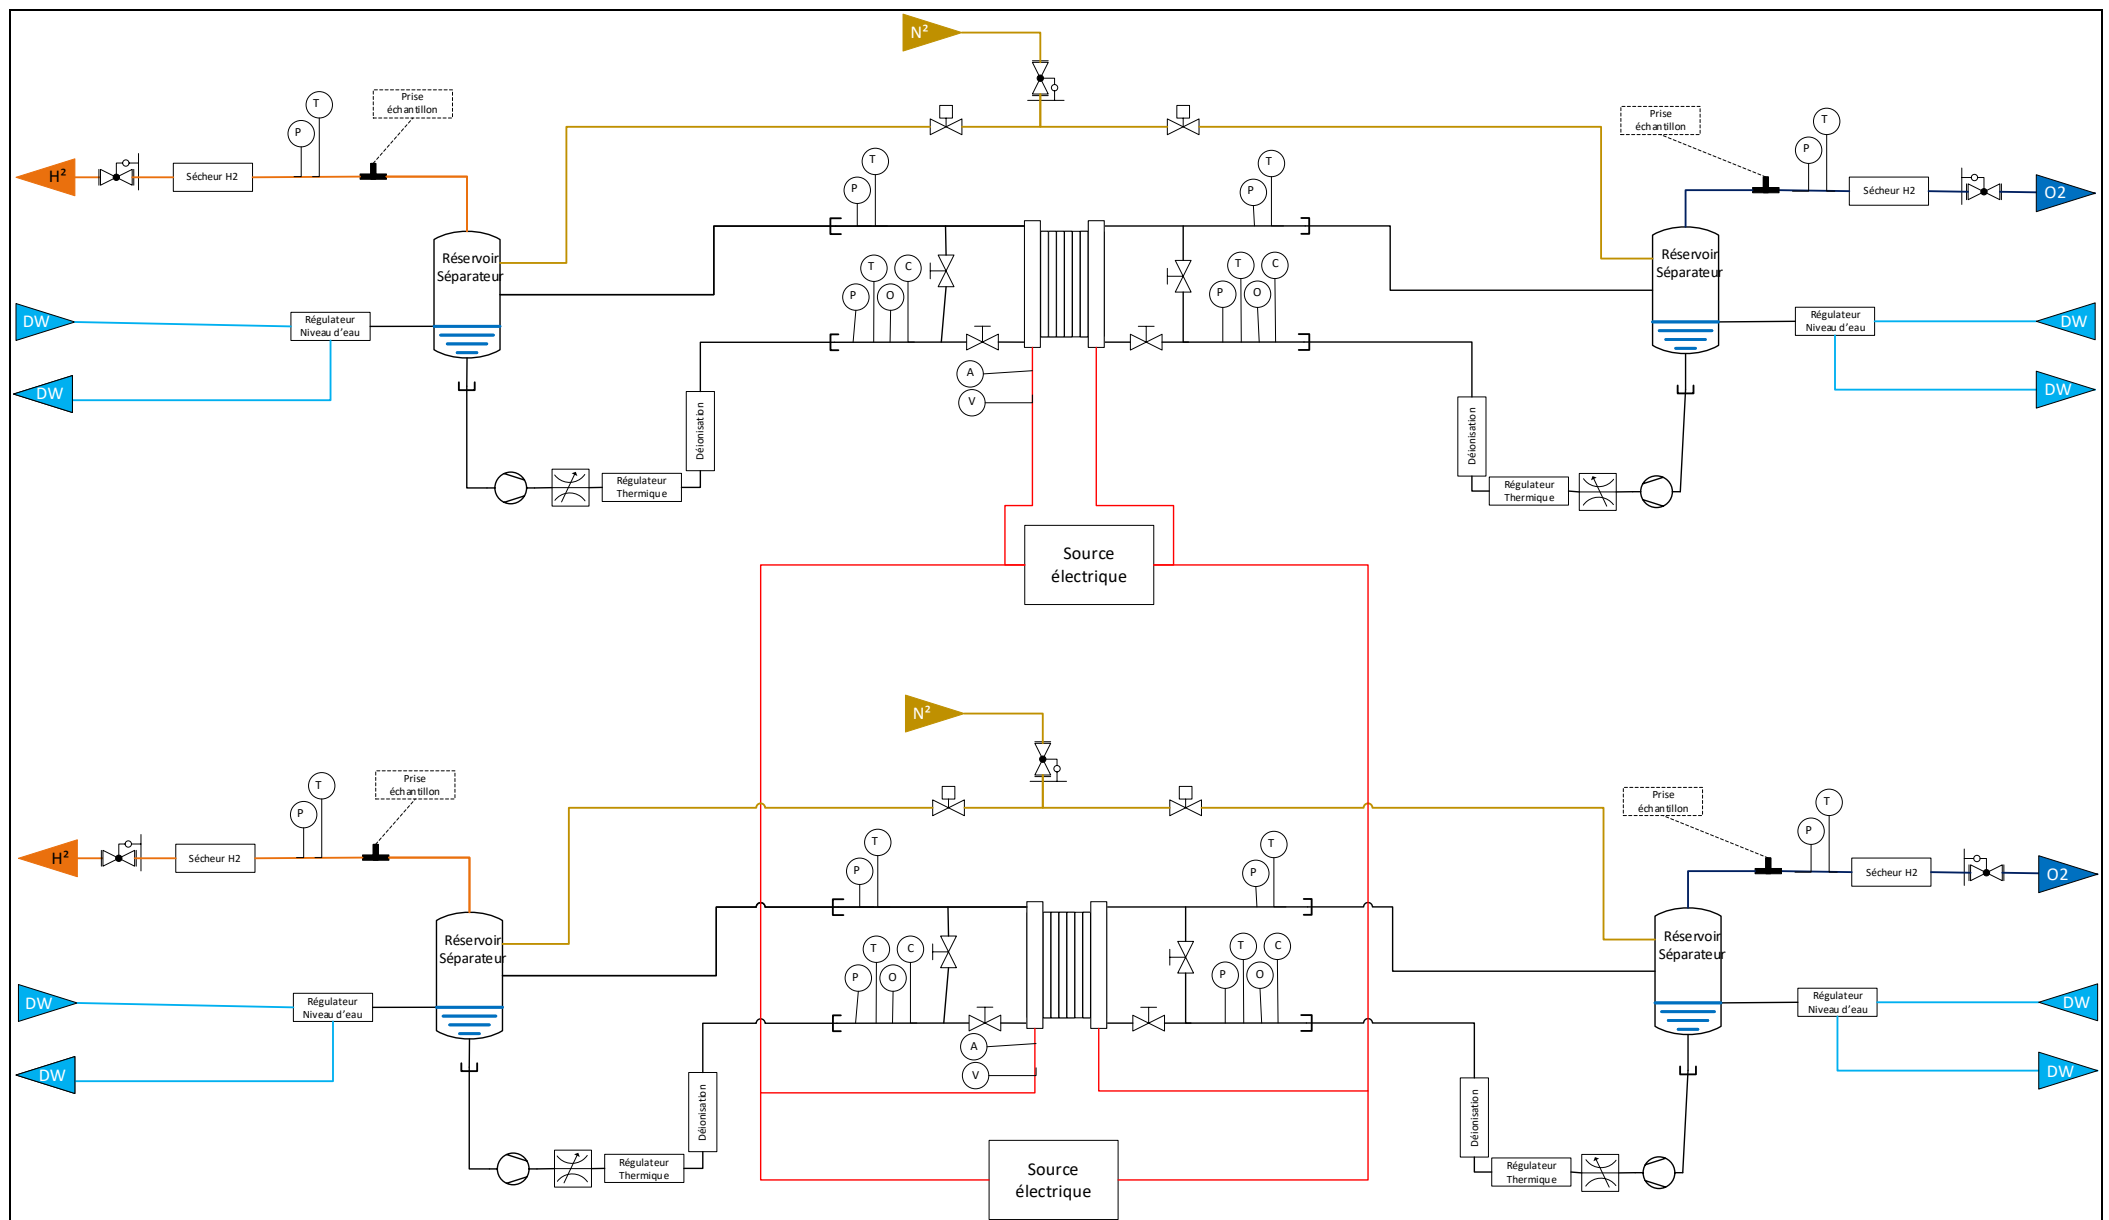 N²
Prise
échantillon
T
P
H²
Sécheur H2
T
P
T
P
Prise
échantillon
T
P
Sécheur H2
O2
Réservoir
Séparateur
T
C
P
O
T
C
P
O
Réservoir
Séparateur
DW
Régulateur
Niveau d'eau
Régulateur
Niveau d'eau
DW
DW
A
V
DW
Déionisation
Déionisation
Régulateur
Thermique
Régulateur
Thermique
Source
électrique
N²
Prise
échantillon
T
P
H²
Sécheur H2
T
P
T
P
Prise
échantillon
T
P
Sécheur H2
O2
Réservoir
Séparateur
T
C
P
O
T
C
P
O
Réservoir
Séparateur
DW
Régulateur
Niveau d'eau
Régulateur
Niveau d'eau
DW
DW
A
V
DW
Déionisation
Déionisation
Régulateur
Thermique
Régulateur
Thermique
Source
électrique